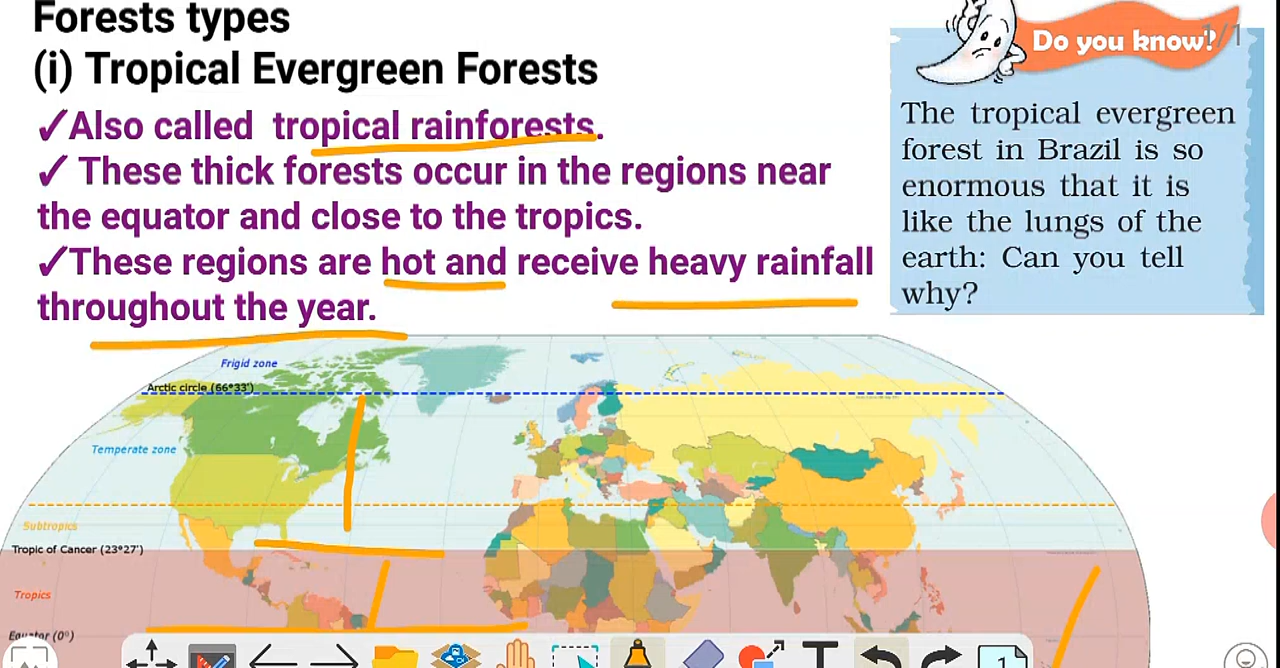 Forests types
(i) Tropical Evergreen Forests
✓Also called tropical rainforests.
✓ These thick forests occur in the regions near
the equator and close to the tropics.
✓These regions are hot and receive heavy rainfall
throughout the year.
Do you know?
1/1
The tropical evergreen
forest in Brazil is so
enormous that it is
like the lungs of the
earth: Can you tell
why?
Frigid zone
Arctic circle (66°33')
Temperate zone
Subtropics
Tropic of Cancer (23°27')
Tropics
Equator (0°)
T
1